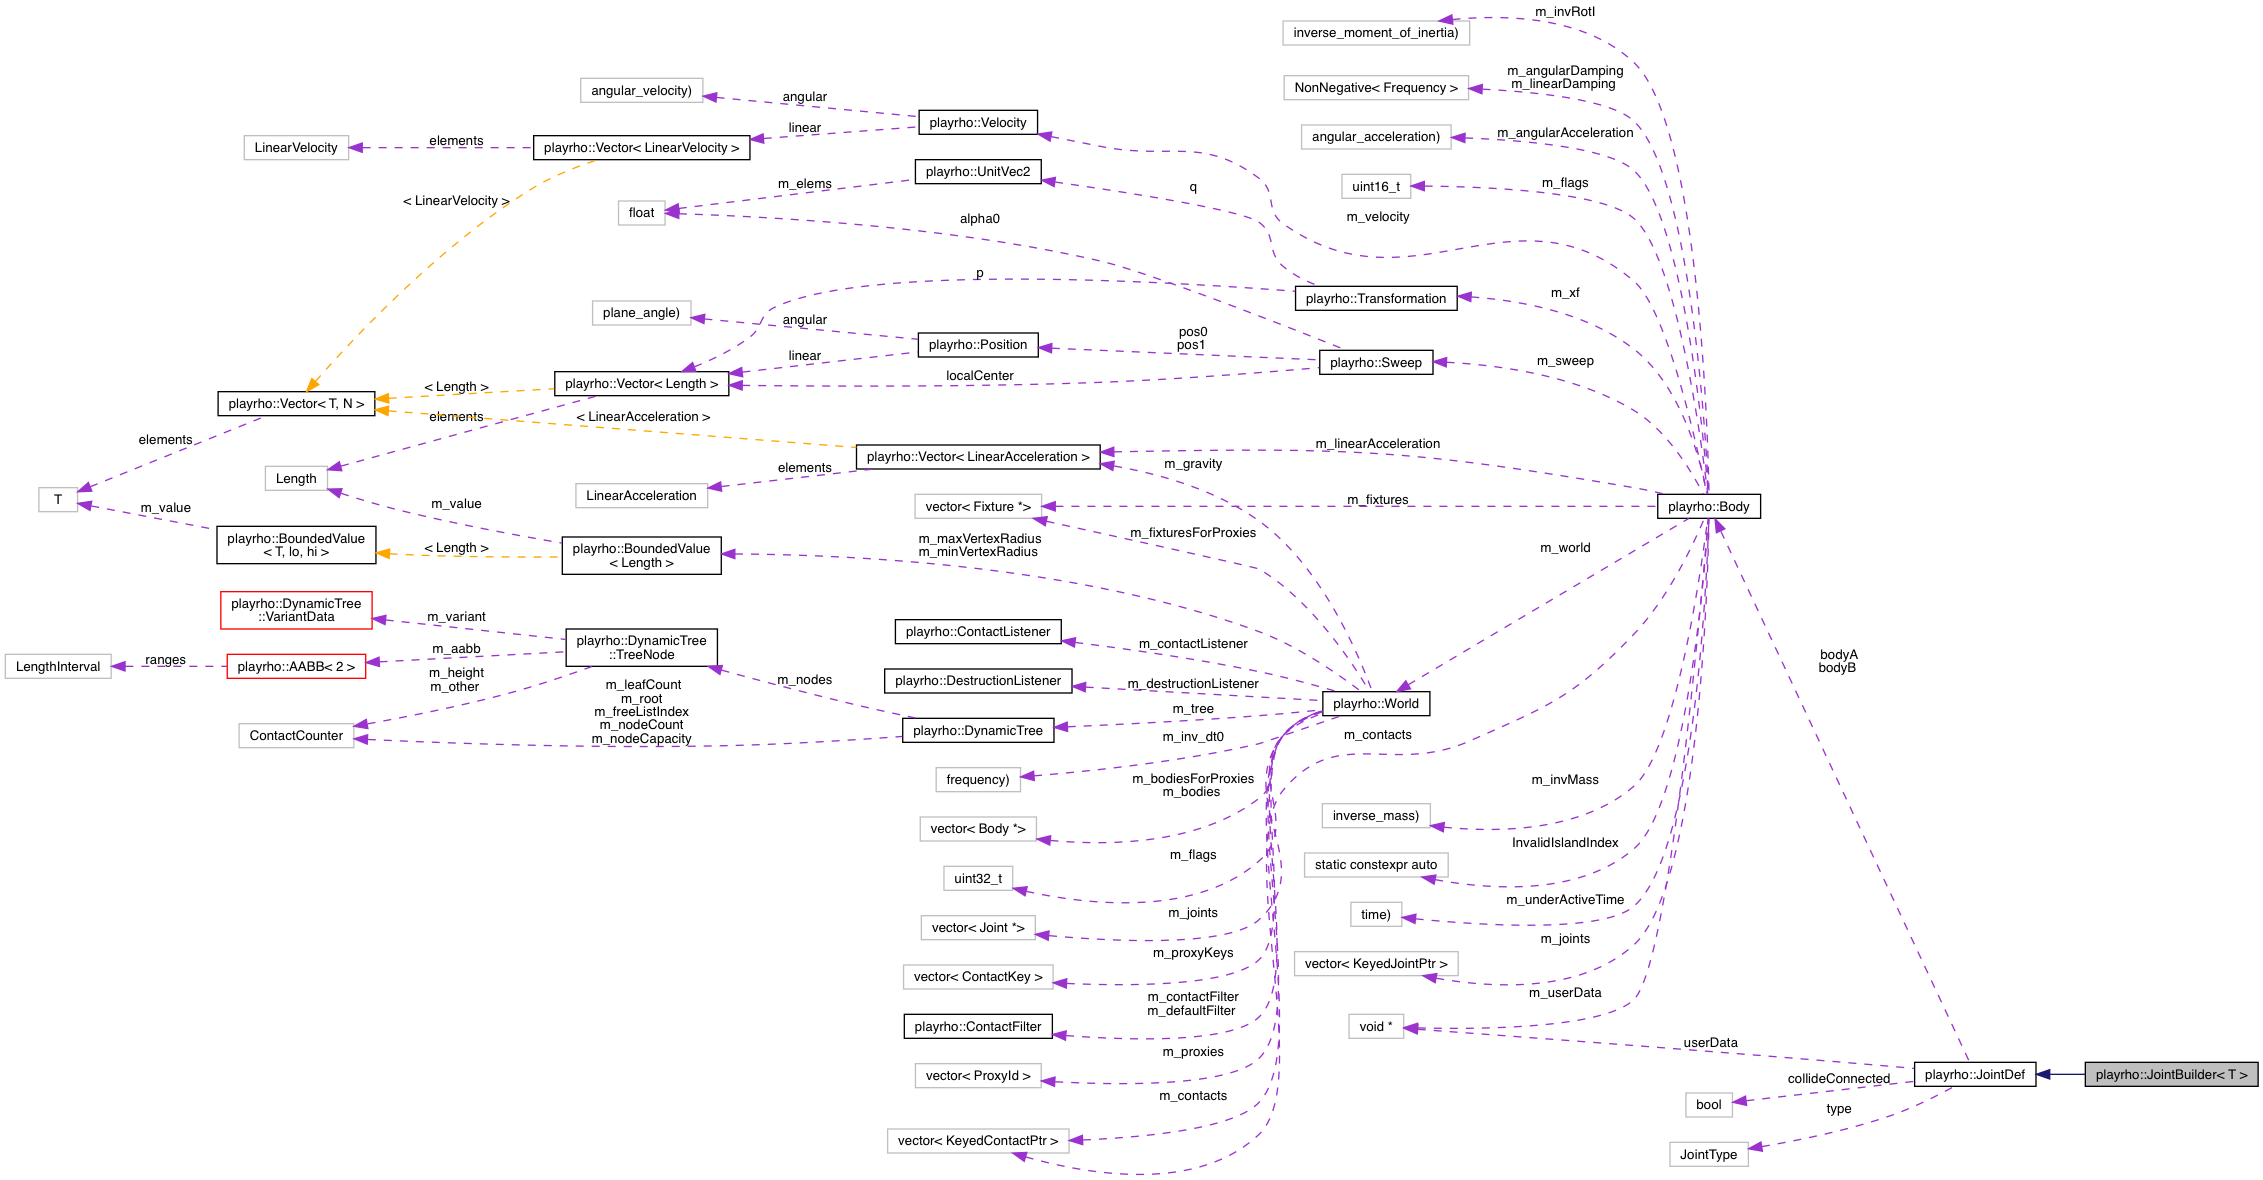 m_invRotI
inverse_moment_of_inertia)
m_angularDamping
m_linearDamping
NonNegative< Frequency >
angular_velocity)
angular
playrho::Velocity
linear
m_angularAcceleration
angular_acceleration)
LinearVelocity
elements
playrho::Vector< LinearVelocity >
playrho::UnitVec2
m_elems
q
uint16_t
m_flags
< LinearVelocity >
float
alpha0
m_velocity
p
playrho::Transformation
m_xf
plane_angle)
angular
playrho::Position
pos0
pos1
linear
playrho::Sweep
m_sweep
localCenter
playrho::Vector< Length >
< Length >
playrho::Vector< T, N >
elements
< LinearAcceleration >
elements
m_linearAcceleration
playrho::Vector< LinearAcceleration >
m_gravity
elements
Length
LinearAcceleration
T
m_value
m_value
vector< Fixture *>
m_fixtures
playrho::Body
m_fixturesForProxies
m_maxVertexRadius
m_minVertexRadius
playrho::BoundedValue
< T, lo, hi >
< Length >
playrho::BoundedValue
< Length >
m_world
playrho::DynamicTree
::VariantData
m_variant
playrho::DynamicTree
::TreeNode
playrho::ContactListener
m_contactListener
LengthInterval
ranges
playrho::AABB< 2 >
m_aabb
m_height
m_other
m_nodes
playrho::DestructionListener
m_destructionListener
playrho::World
bodyA
bodyB
m_leafCount
m_root
m_freeListIndex
m_nodeCount
m_nodeCapacity
ContactCounter
playrho::DynamicTree
m_tree
m_inv_dt0
m_contacts
frequency)
m_bodiesForProxies
m_bodies
m_invMass
inverse_mass)
vector< Body *>
m_flags
InvalidIslandIndex
static constexpr auto
uint32_t
m_joints
m_underActiveTime
time)
vector< Joint *>
m_proxyKeys
m_joints
vector< KeyedJointPtr >
vector< ContactKey >
m_contactFilter
m_defaultFilter
m_userData
playrho::ContactFilter
void *
userData
m_proxies
vector< ProxyId >
collideConnected
playrho::JointDef
playrho::JointBuilder< T >
m_contacts
bool
type
vector< KeyedContactPtr >
JointType